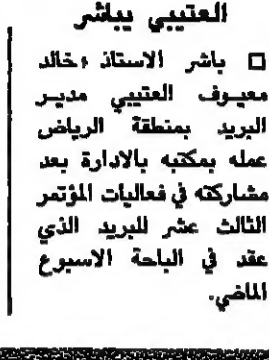 العتيبي يباشر
□ باشر الاستاذ / خالد
معيوف العتيبي مدير
البريد بمنطقة الرياض
عمله بمكتبه بالادارة بعد
مشاركته في فعاليات المؤتمر
الثالث عشر للبريد الذي
عقد في الباحة الاسبوع
الماضي.